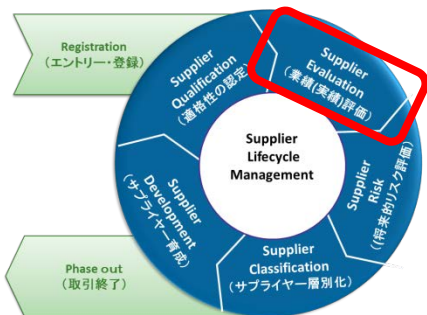 Registration
(エントリー・登録)
Supplier
Qualification
(適格性の認定)
Supplier
Evaluation
(業績(実績)評価)
Supplier
Risk
((将来的リスク評価)
Supplier
Classification
(サプライヤー層別化)
Supplier
Development
(サプライヤー育成)
Supplier
Lifecycle
Management
Phase out
(取引終了)